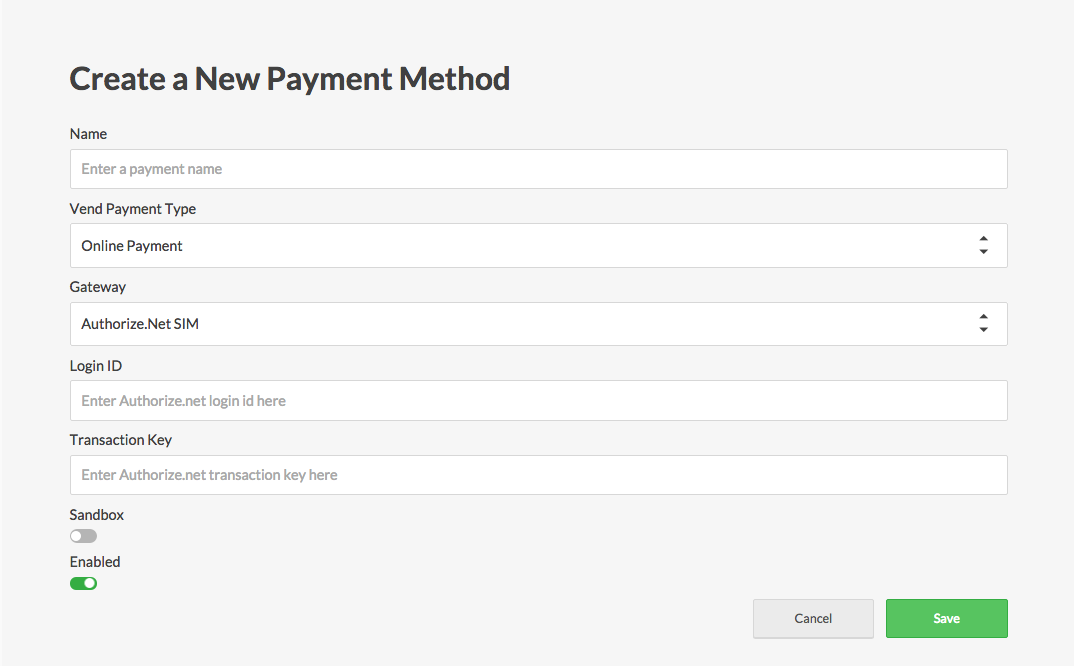 Create a New Payment Method
Name
Enter a payment name
Vend Payment Type
Online Payment
Gateway
Authorize.Net SIM
Login ID
Enter Authorize.net login id here
Transaction Key
Enter Authorize.net transaction key here
Sandbox
Enabled
Cancel
Save